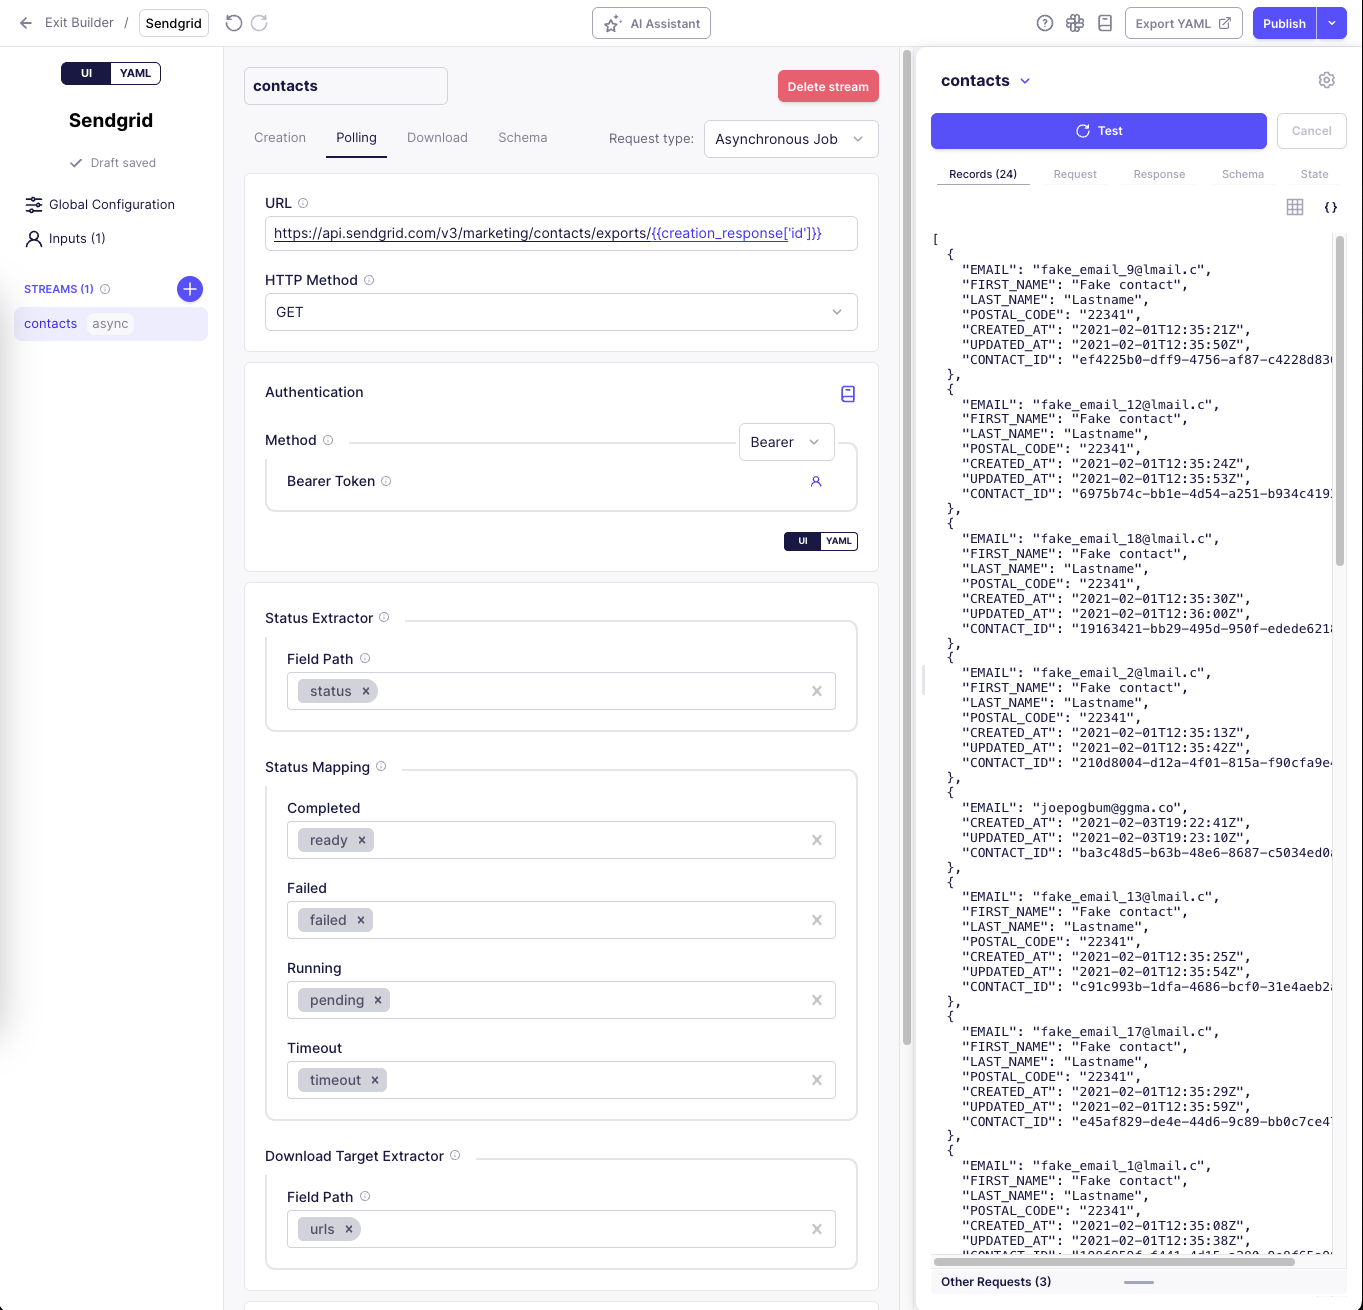 Exit Builder / Sendgrid
AI Assistant
Export YAML
Publish
UI YAML
Sendgrid
Draft saved
Global Configuration
Inputs (1)
STREAMS (1)
contacts async
contacts
Delete stream
Creation Polling Download Schema
Request type: Asynchronous Job
URL
https://api.sendgrid.com/v3/marketing/contacts/exports/{{creation_response['id']}}
HTTP Method
GET
Authentication
Method
Bearer
Bearer Token
UI YAML
Status Extractor
Field Path
status
Status Mapping
Completed
ready
Failed
failed
Running
pending
Timeout
timeout
Download Target Extractor
Field Path
urls
contacts
Test
Cancel
Records (24) Request Response Schema State
{}
[
{
"EMAIL": "fake_email_9@lmail.c",
"FIRST_NAME": "Fake contact",
"LAST_NAME": "Lastname",
"POSTAL_CODE": "22341",
"CREATED_AT": "2021-02-01T12:35:21Z",
"UPDATED_AT": "2021-02-01T12:35:50Z",
"CONTACT_ID": "ef4225b0-dff9-4756-af87-c4228d83
},
{
"EMAIL": "fake_email_12@lmail.c",
"FIRST_NAME": "Fake contact",
"LAST_NAME": "Lastname",
"POSTAL_CODE": "22341",
"CREATED_AT": "2021-02-01T12:35:24Z",
"UPDATED_AT": "2021-02-01T12:35:53Z",
"CONTACT_ID": "6975b74c-bb1e-4d54-a251-b934c419
},
{
"EMAIL": "fake_email_18@lmail.c",
"FIRST_NAME": "Fake contact",
"LAST_NAME": "Lastname",
"POSTAL_CODE": "22341",
"CREATED_AT": "2021-02-01T12:35:30Z",
"UPDATED_AT": "2021-02-01T12:36:00Z",
"CONTACT_ID": "19163421-bb29-495d-950f-edede621
},
{
"EMAIL": "fake_email_2@lmail.c",
"FIRST_NAME": "Fake contact",
"LAST_NAME": "Lastname",
"POSTAL_CODE": "22341",
"CREATED_AT": "2021-02-01T12:35:13Z",
"UPDATED_AT": "2021-02-01T12:35:42Z",
"CONTACT_ID": "210d8004-d12a-4f01-815a-f90cfa9e
},
{
"EMAIL": "joepogbum@ggma.co",
"CREATED_AT": "2021-02-03T19:22:41Z",
"UPDATED_AT": "2021-02-03T19:23:10Z",
"CONTACT_ID": "ba3c48d5-b63b-48e6-8687-c5034ed0
},
{
"EMAIL": "fake_email_13@lmail.c",
"FIRST_NAME": "Fake contact",
"LAST_NAME": "Lastname",
"POSTAL_CODE": "22341",
"CREATED_AT": "2021-02-01T12:35:25Z",
"UPDATED_AT": "2021-02-01T12:35:54Z",
"CONTACT_ID": "c91c993b-1dfa-4686-bcf0-31e4aeb2
},
{
"EMAIL": "fake_email_17@lmail.c",
"FIRST_NAME": "Fake contact",
"LAST_NAME": "Lastname",
"POSTAL_CODE": "22341",
"CREATED_AT": "2021-02-01T12:35:29Z",
"UPDATED_AT": "2021-02-01T12:35:59Z",
"CONTACT_ID": "e45af829-de4e-44d6-9c89-bb0c7ce4
},
{
"EMAIL": "fake_email_1@lmail.c",
"FIRST_NAME": "Fake contact",
"LAST_NAME": "Lastname",
"POSTAL_CODE": "22341",
"CREATED_AT": "2021-02-01T12:35:08Z",
"UPDATED_AT": "2021-02-01T12:35:38Z",
Other Requests (3)